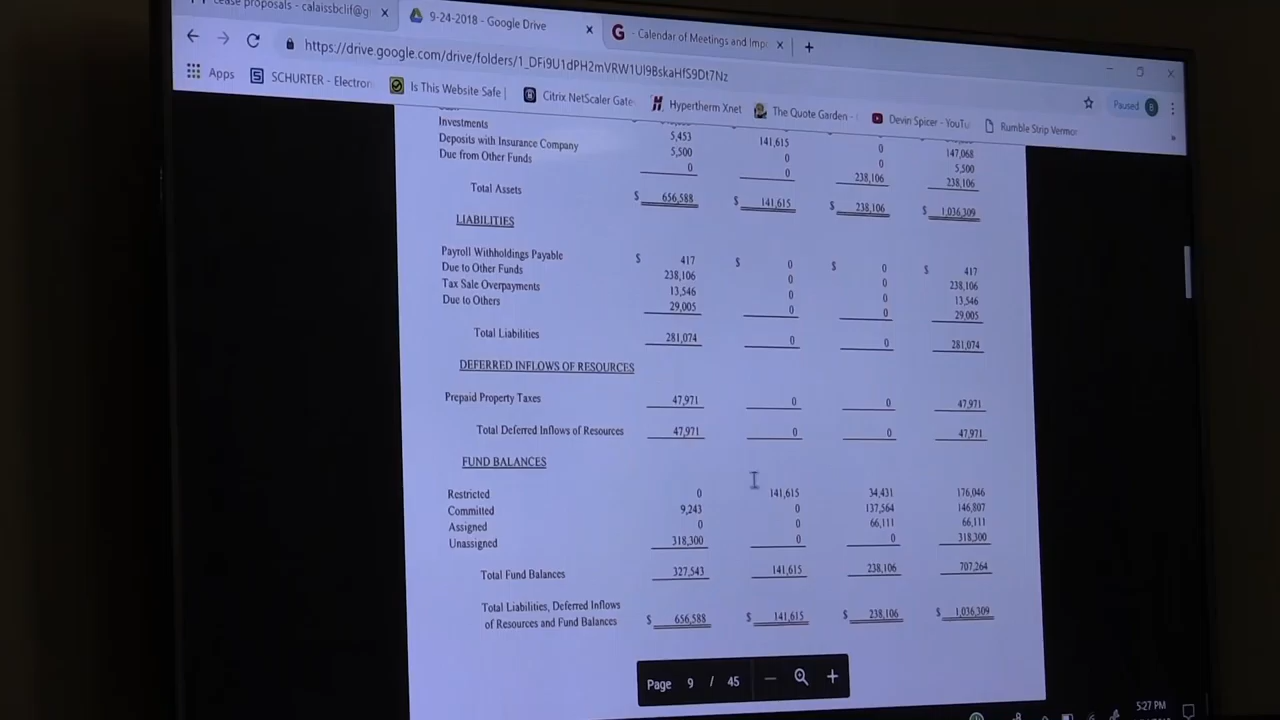 ease proposals - calaissbclif@g
9-24-2018 - Google Drive
- Calendar of Meetings and Imp
https://drive.google.com/drive/folders/1_DFi9U1dPH2mVRW1Ul9BskaHfS9Dt7Nz
Apps SCHURTER - Electron Is This Website Safe | Citrix NetScaler Gate Hypertherm Xnet The Quote Garden - Devin Spicer - YouTu Rumble Strip Vermo
Paused B
Investments 5,453 141,615 0 147,068
Deposits with Insurance Company 5,500 0 0 5,500
Due from Other Funds 0 0 238,106 238,106
Total Assets $ 656,588 $ 141,615 $ 238,106 $ 1,036,309
LIABILITIES
Payroll Withholdings Payable $ 417 $ 0 $ 0 $ 417
Due to Other Funds 238,106 0 0 238,106
Tax Sale Overpayments 13,546 0 0 13,546
Due to Others 29,005 0 0 29,005
Total Liabilities 281,074 0 0 281,074
DEFERRED INFLOWS OF RESOURCES
Prepaid Property Taxes 47,971 0 0 47,971
Total Deferred Inflows of Resources 47,971 0 0 47,971
FUND BALANCES
Restricted 0 141,615 34,431 176,046
Committed 9,243 0 137,564 146,807
Assigned 0 0 66,111 66,111
Unassigned 318,300 0 0 318,300
Total Fund Balances 327,543 141,615 238,106 707,264
Total Liabilities, Deferred Inflows
of Resources and Fund Balances $ 656,588 $ 141,615 $ 238,106 $ 1,036,309
Page 9 / 45
5:27 PM